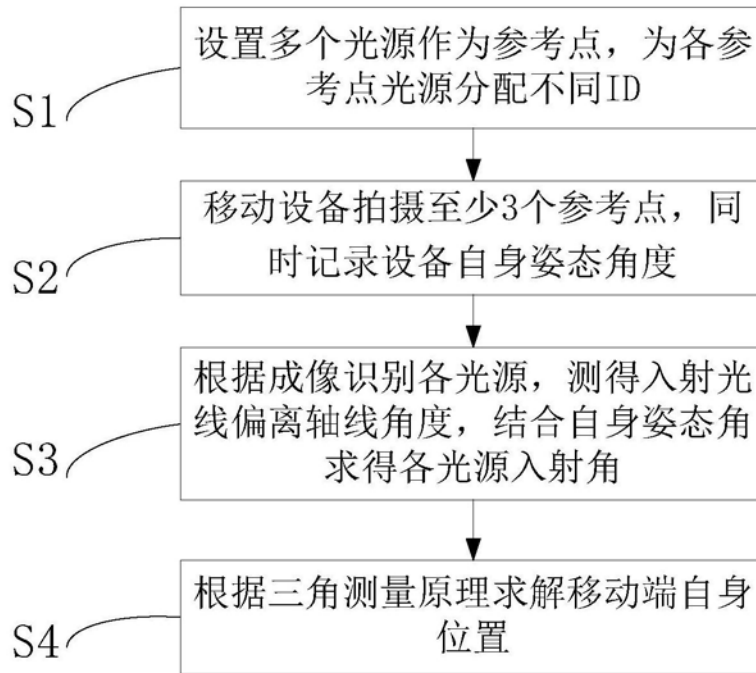 设置多个光源作为参考点，为各参
考点光源分配不同ID
S1
移动设备拍摄至少3个参考点，同
时记录设备自身姿态角度
S2
根据成像识别各光源，测得入射光
线偏离轴线角度，结合自身姿态角
求得各光源入射角
S3
根据三角测量原理求解移动端自身
位置
S4